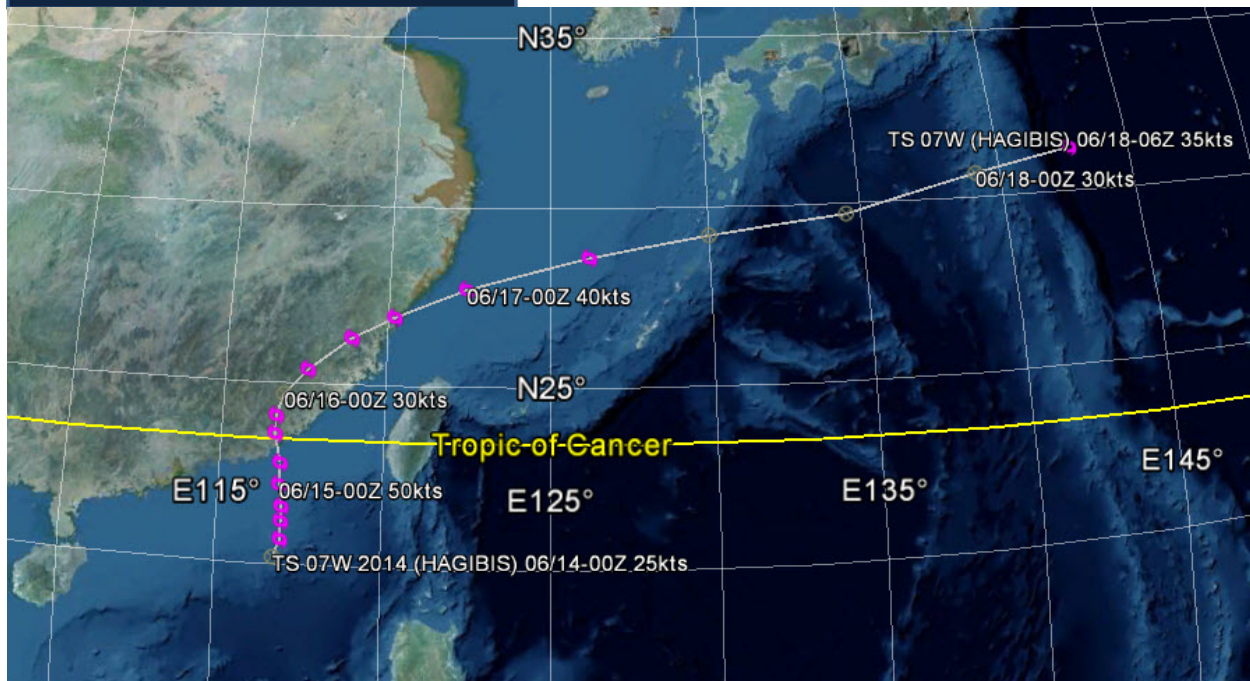 N35°
TS 07W (HAGIBIS) 06/18-06Z 35kts
06/18-00Z 30kts
06/17-00Z 40kts
N25°
06/16-00Z 30kts
Tropic of Cancer
E145°
E115°
06/15-00Z 50kts
E125°
E135°
TS 07W 2014 (HAGIBIS) 06/14-00Z 25kts